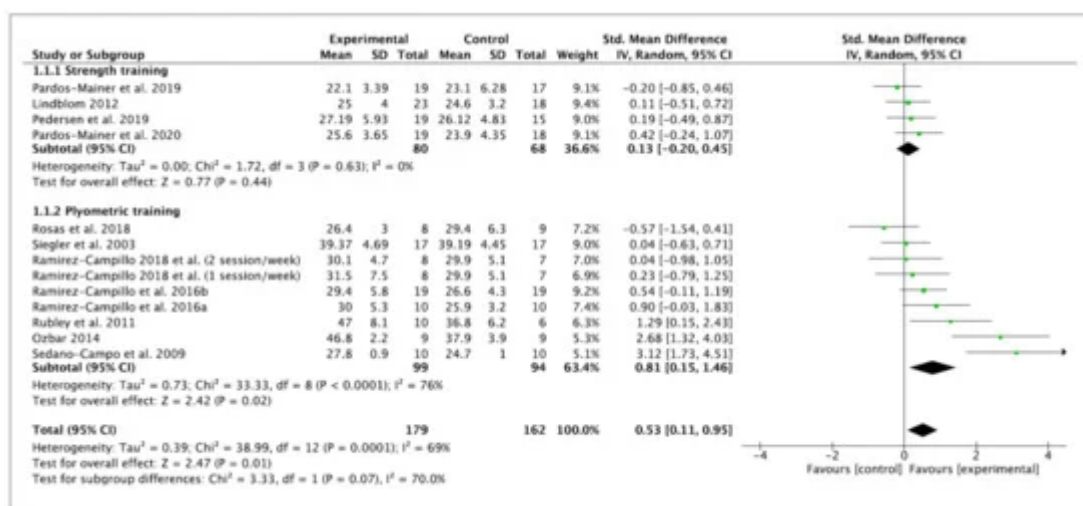 Experimental Control Std. Mean Difference Std. Mean Difference
Study or Subgroup Mean SD Total Mean SD Total Weight IV, Random, 95% CI IV, Random, 95% CI
1.1.1 Strength training
Pardos-Mainer et al. 2019 22.1 3.39 19 23.1 6.28 17 9.1% -0.20 [-0.85, 0.46]
Lindblom 2012 25 4 23 24.6 3.2 18 9.4% 0.11 [-0.51, 0.72]
Pedersen et al. 2019 27.19 5.93 19 26.12 4.83 15 9.0% 0.19 [-0.49, 0.87]
Pardos-Mainer et al. 2020 25.6 3.65 19 23.9 4.35 18 9.1% 0.42 [-0.24, 1.07]
Subtotal (95% CI) 80 68 36.6% 0.13 [-0.20, 0.45]
Heterogeneity: Tau² = 0.00; Chi² = 1.72, df = 3 (P = 0.63); I² = 0%
Test for overall effect: Z = 0.77 (P = 0.44)
1.1.2 Plyometric training
Rosas et al. 2018 26.4 3 8 29.4 6.3 9 7.2% -0.57 [-1.54, 0.41]
Siegler et al. 2003 39.37 4.69 17 39.19 4.45 17 9.0% 0.04 [-0.63, 0.71]
Ramirez-Campillo 2018 et al. (2 session/week) 30.1 4.7 8 29.9 5.1 7 7.0% 0.04 [-0.98, 1.05]
Ramirez-Campillo 2018 et al. (1 session/week) 31.5 7.5 8 29.9 5.1 7 6.9% 0.23 [-0.79, 1.25]
Ramirez-Campillo et al. 2016b 29.4 5.8 19 26.6 4.3 19 9.2% 0.54 [-0.11, 1.19]
Ramirez-Campillo et al. 2016a 30 5.3 10 25.9 3.2 10 7.4% 0.90 [-0.03, 1.83]
Rubley et al. 2011 47 8.1 10 36.8 6.2 6 6.3% 1.29 [0.15, 2.43]
Ozbar 2014 46.8 2.2 9 37.9 3.9 9 5.3% 2.68 [1.32, 4.03]
Sedano-Campo et al. 2009 27.8 0.9 10 24.7 1 10 5.1% 3.12 [1.73, 4.51]
Subtotal (95% CI) 99 94 63.4% 0.81 [0.15, 1.46]
Heterogeneity: Tau² = 0.73; Chi² = 33.33, df = 8 (P < 0.0001); I² = 76%
Test for overall effect: Z = 2.42 (P = 0.02)
Total (95% CI) 179 162 100.0% 0.53 [0.11, 0.95]
Heterogeneity: Tau² = 0.39; Chi² = 38.99, df = 12 (P = 0.0001); I² = 69%
Test for overall effect: Z = 2.47 (P = 0.01)
Test for subgroup differences: Chi² = 3.33, df = 1 (P = 0.07), I² = 70.0%
-4 -2 0 2 4
Favours [control] Favours [experimental]